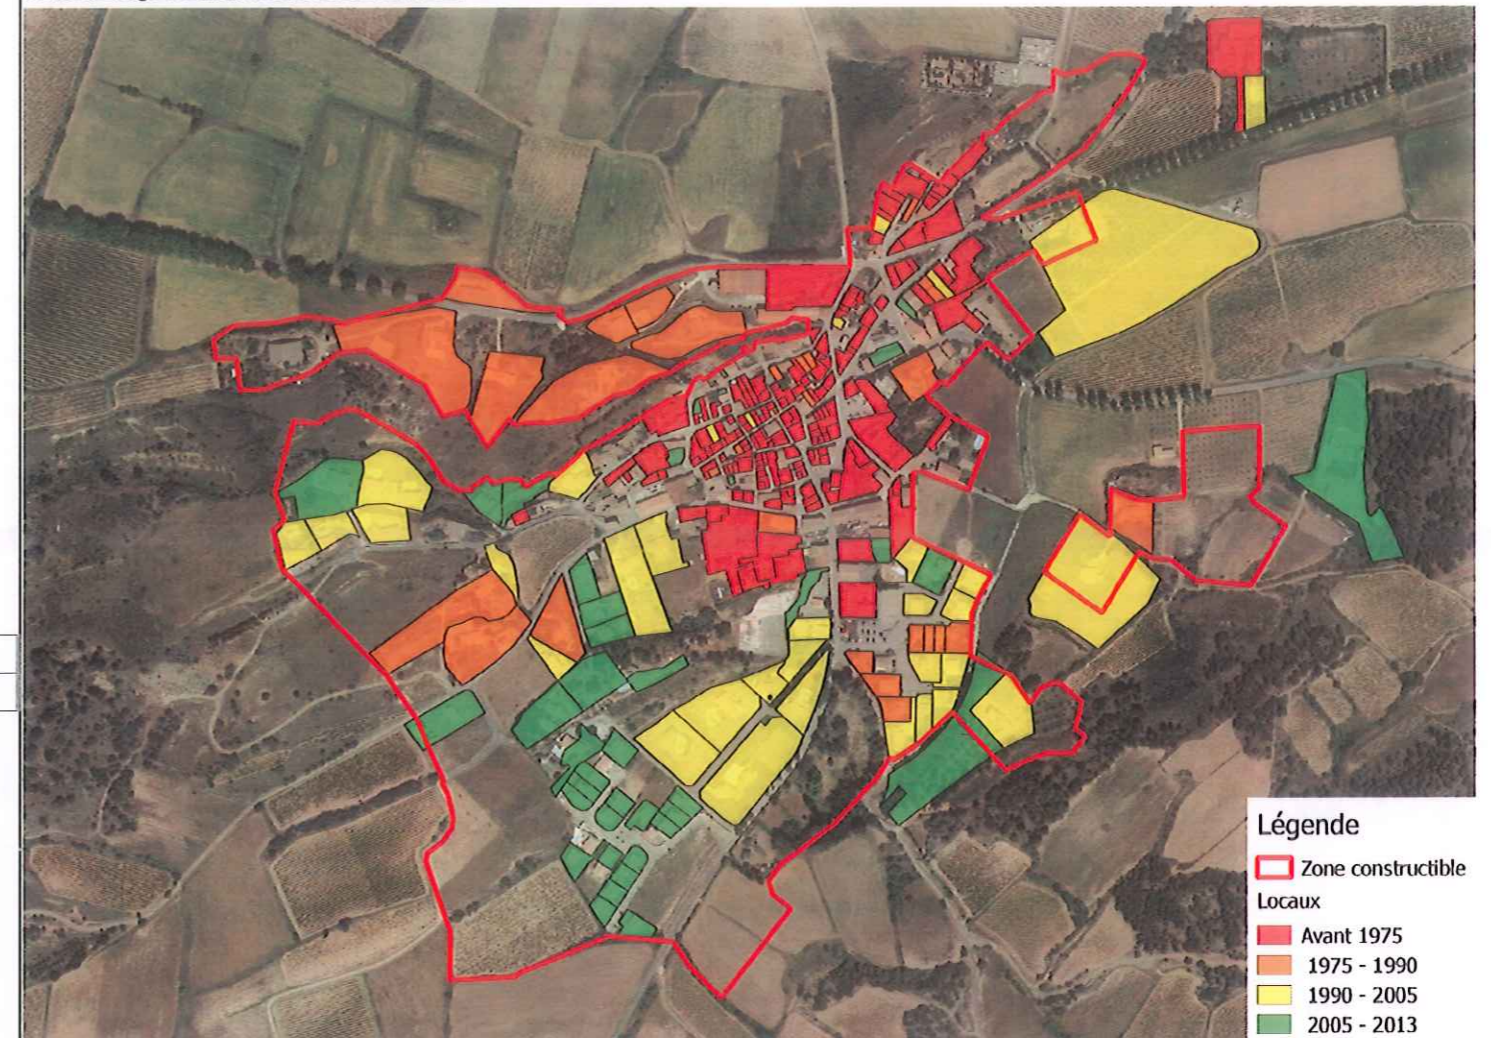 Légende
Zone constructible
Locaux
Avant 1975
1975 - 1990
1990 - 2005
2005 - 2013